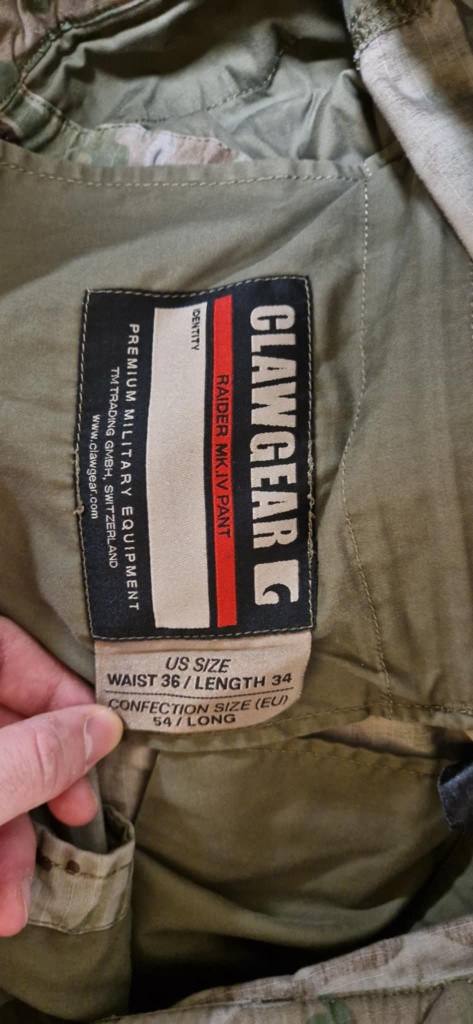 CLAWGEAR
RAIDER MK.IV PANT
IDENTITY
PREMIUM MILITARY EQUIPMENT
TM TRADING GMBH, SWITZERLAND
www.clawgear.com
US SIZE
WAIST 36 / LENGTH 34
CONFECTION SIZE (EU)
54 / LONG